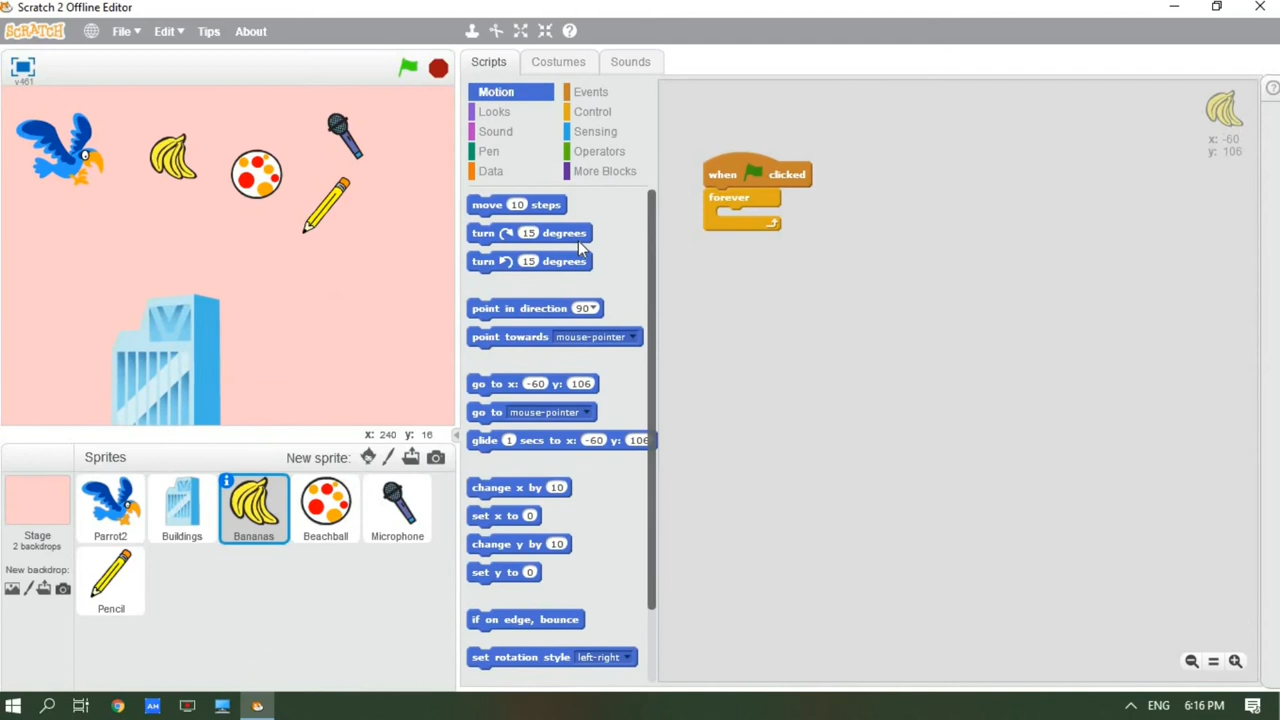 Scratch 2 Offline Editor
SCRATCH File Edit Tips About
v461
Scripts Costumes Sounds
Motion Events
Looks Control
Sound Sensing
Pen Operators
Data More Blocks
move 10 steps
turn 15 degrees
turn 15 degrees
point in direction 90
point towards mouse-pointer
go to x: -60 y: 106
go to mouse-pointer
glide 1 secs to x: -60 y: 106
change x by 10
set x to 0
change y by 10
set y to 0
if on edge, bounce
set rotation style left-right
when clicked
forever
x: -60
y: 106
x: 240 y: 16
Sprites New sprite:
Stage
2 backdrops
New backdrop:
Parrot2
Buildings
Bananas
Beachball
Microphone
Pencil
AM
ENG 6:16 PM